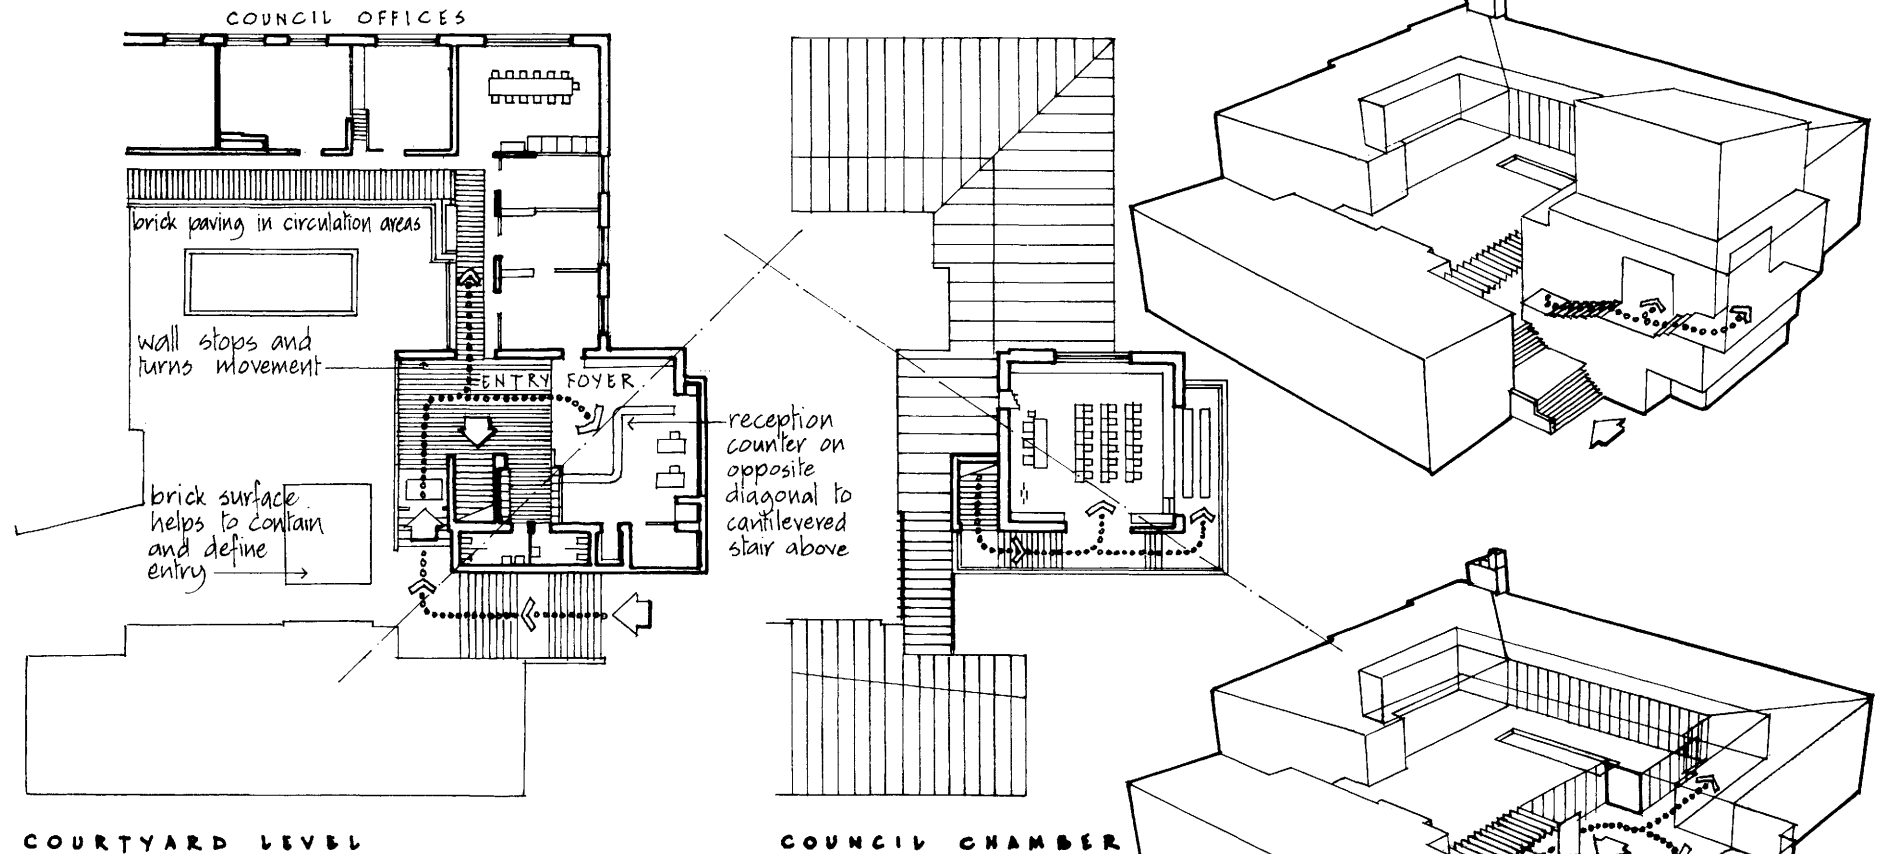 COUNCIL OFFICES
brick paving in circulation areas
wall stops and
turns movement
ENTRY FOYER
reception
counter on
opposite
diagonal to
cantilevered
stair above
brick surface
helps to contain
and define
entry
COURTYARD LEVEL
COUNCIL CHAMBER